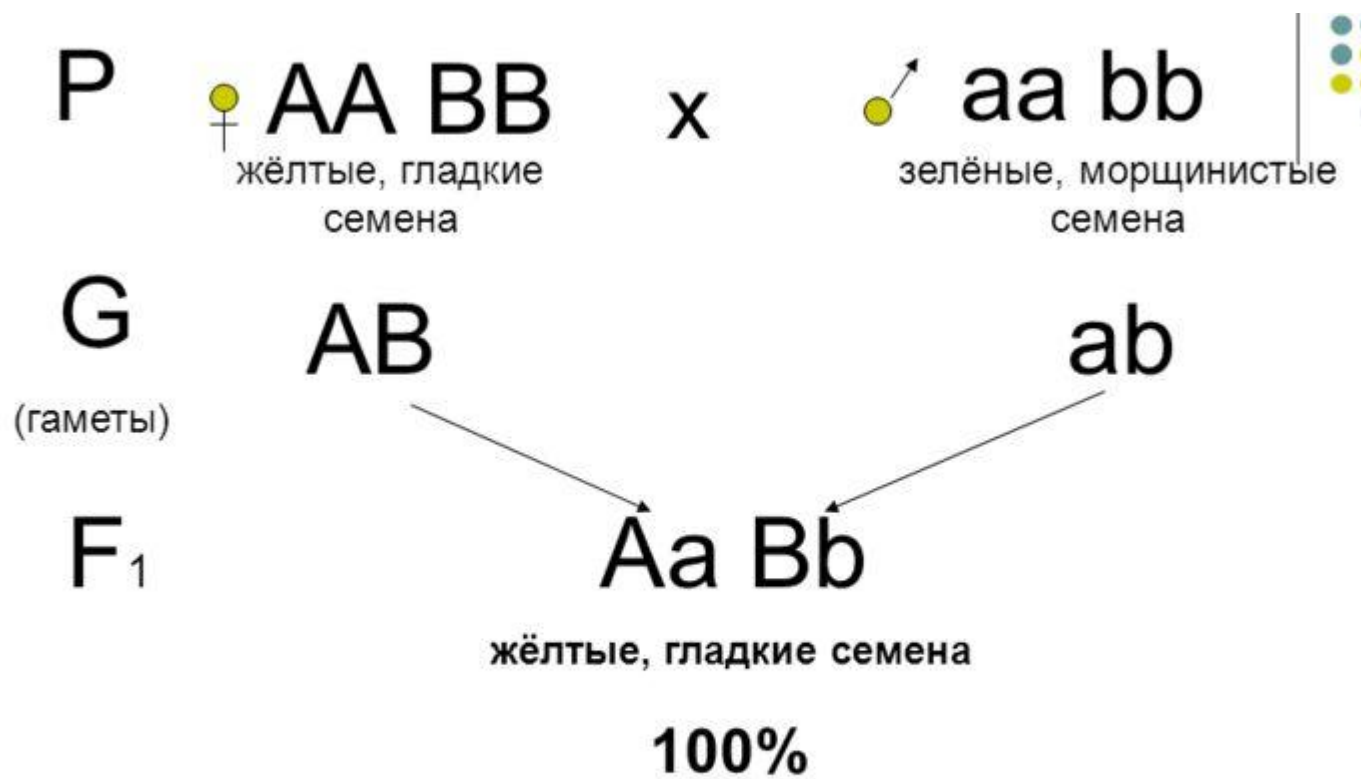 P ♀ AA BB x ♂ aa bb
жёлтые, гладкие семена
зелёные, морщинистые семена
G AB ab
(гаметы)
F₁ Aa Bb
жёлтые, гладкие семена
100%